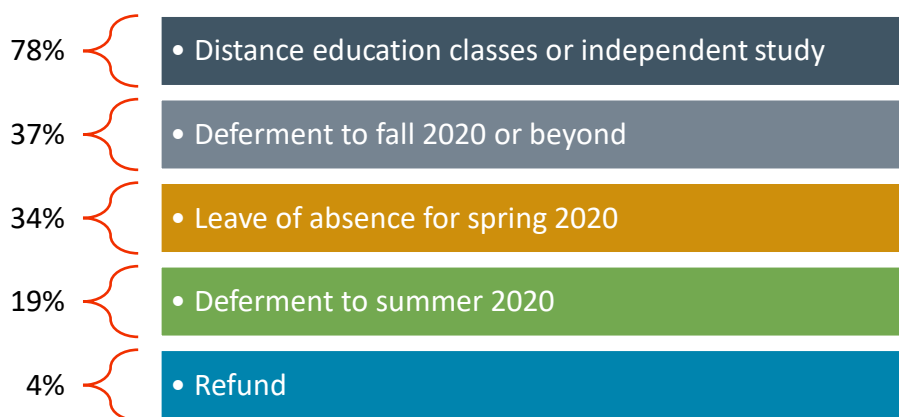 78% • Distance education classes or independent study
37% • Deferment to fall 2020 or beyond
34% • Leave of absence for spring 2020
19% • Deferment to summer 2020
4% • Refund